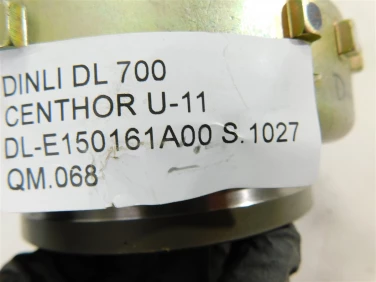 DINLI DL 700
CENTHOR U-11
DL-E150161A00 S.1027
QM.068